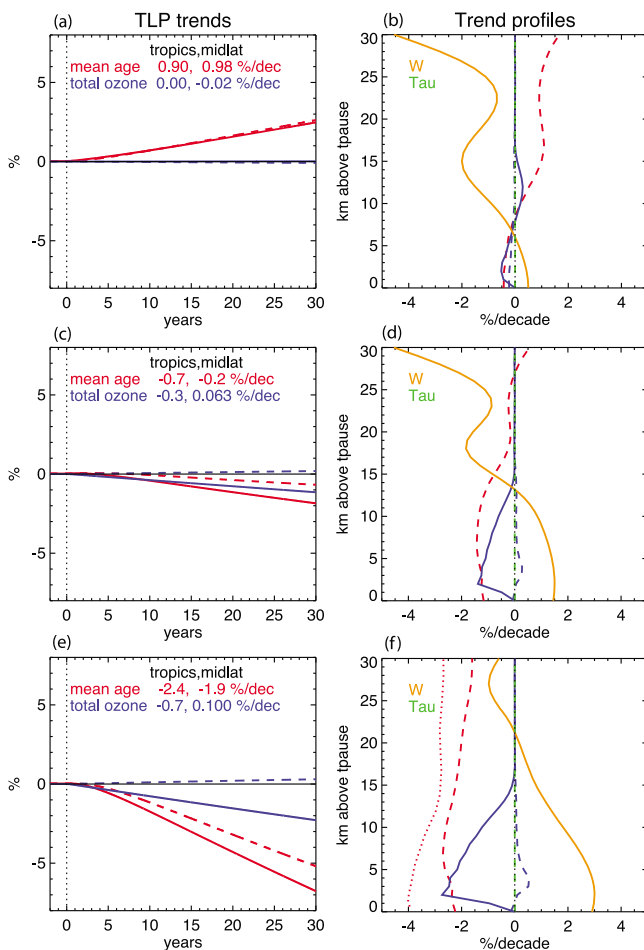 TLP trends
Trend profiles
(a)
tropics,midlat
mean age 0.90, 0.98 %/dec
total ozone 0.00, -0.02 %/dec
5
0
-5
%
0 5 10 15 20 25 30
years
(b)
W
Tau
30
25
20
15
10
5
0
km above tpause
-4 -2 0 2 4
%/decade
(c)
tropics,midlat
mean age -0.7, -0.2 %/dec
total ozone -0.3, 0.063 %/dec
5
0
-5
%
0 5 10 15 20 25 30
years
(d)
W
Tau
30
25
20
15
10
5
0
km above tpause
-4 -2 0 2 4
%/decade
(e)
tropics,midlat
mean age -2.4, -1.9 %/dec
total ozone -0.7, 0.100 %/dec
5
0
-5
%
0 5 10 15 20 25 30
years
(f)
W
Tau
30
25
20
15
10
5
0
km above tpause
-4 -2 0 2 4
%/decade